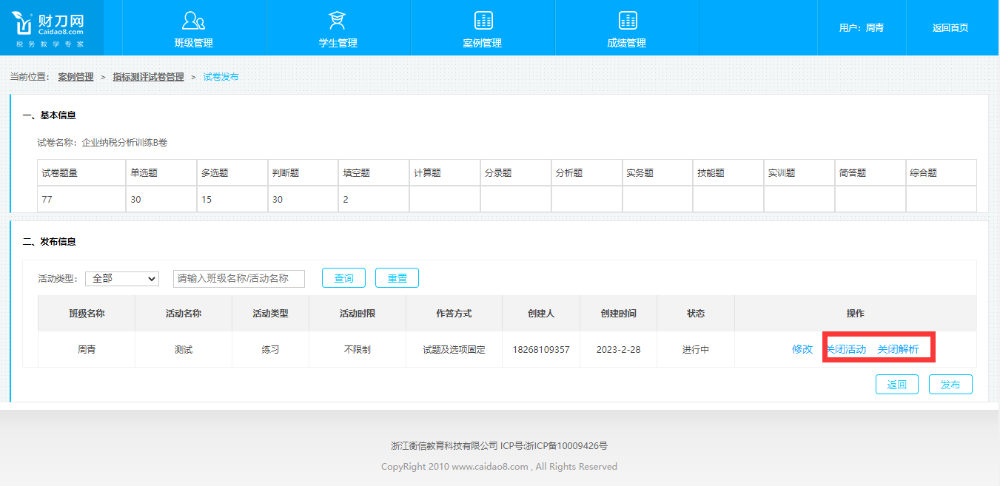 财刀网
Caidao8.com
税 务 教 学 专 家
班级管理
学生管理
案例管理
成绩管理
用户：周青
返回首页
当前位置： 案例管理 > 指标测评试卷管理 > 试卷发布
一、基本信息
试卷名称：企业纳税分析训练B卷
试卷题量 单选题 多选题 判断题 填空题 计算题 分录题 分析题 实务题 技能题 实训题 简答题 综合题
77 30 15 30 2
二、发布信息
活动类型： 全部 请输入班级名称/活动名称 查询 重置
班级名称 活动名称 活动类型 活动时限 作答方式 创建人 创建时间 状态 操作
周青 测试 练习 不限制 试题及选项固定 18268109357 2023-2-28 进行中 修改 关闭活动 关闭解析
返回 发布
浙江衡信教育科技有限公司 ICP号:浙ICP备10009426号
CopyRight 2010 www.caidao8.com , All Rights Reserved